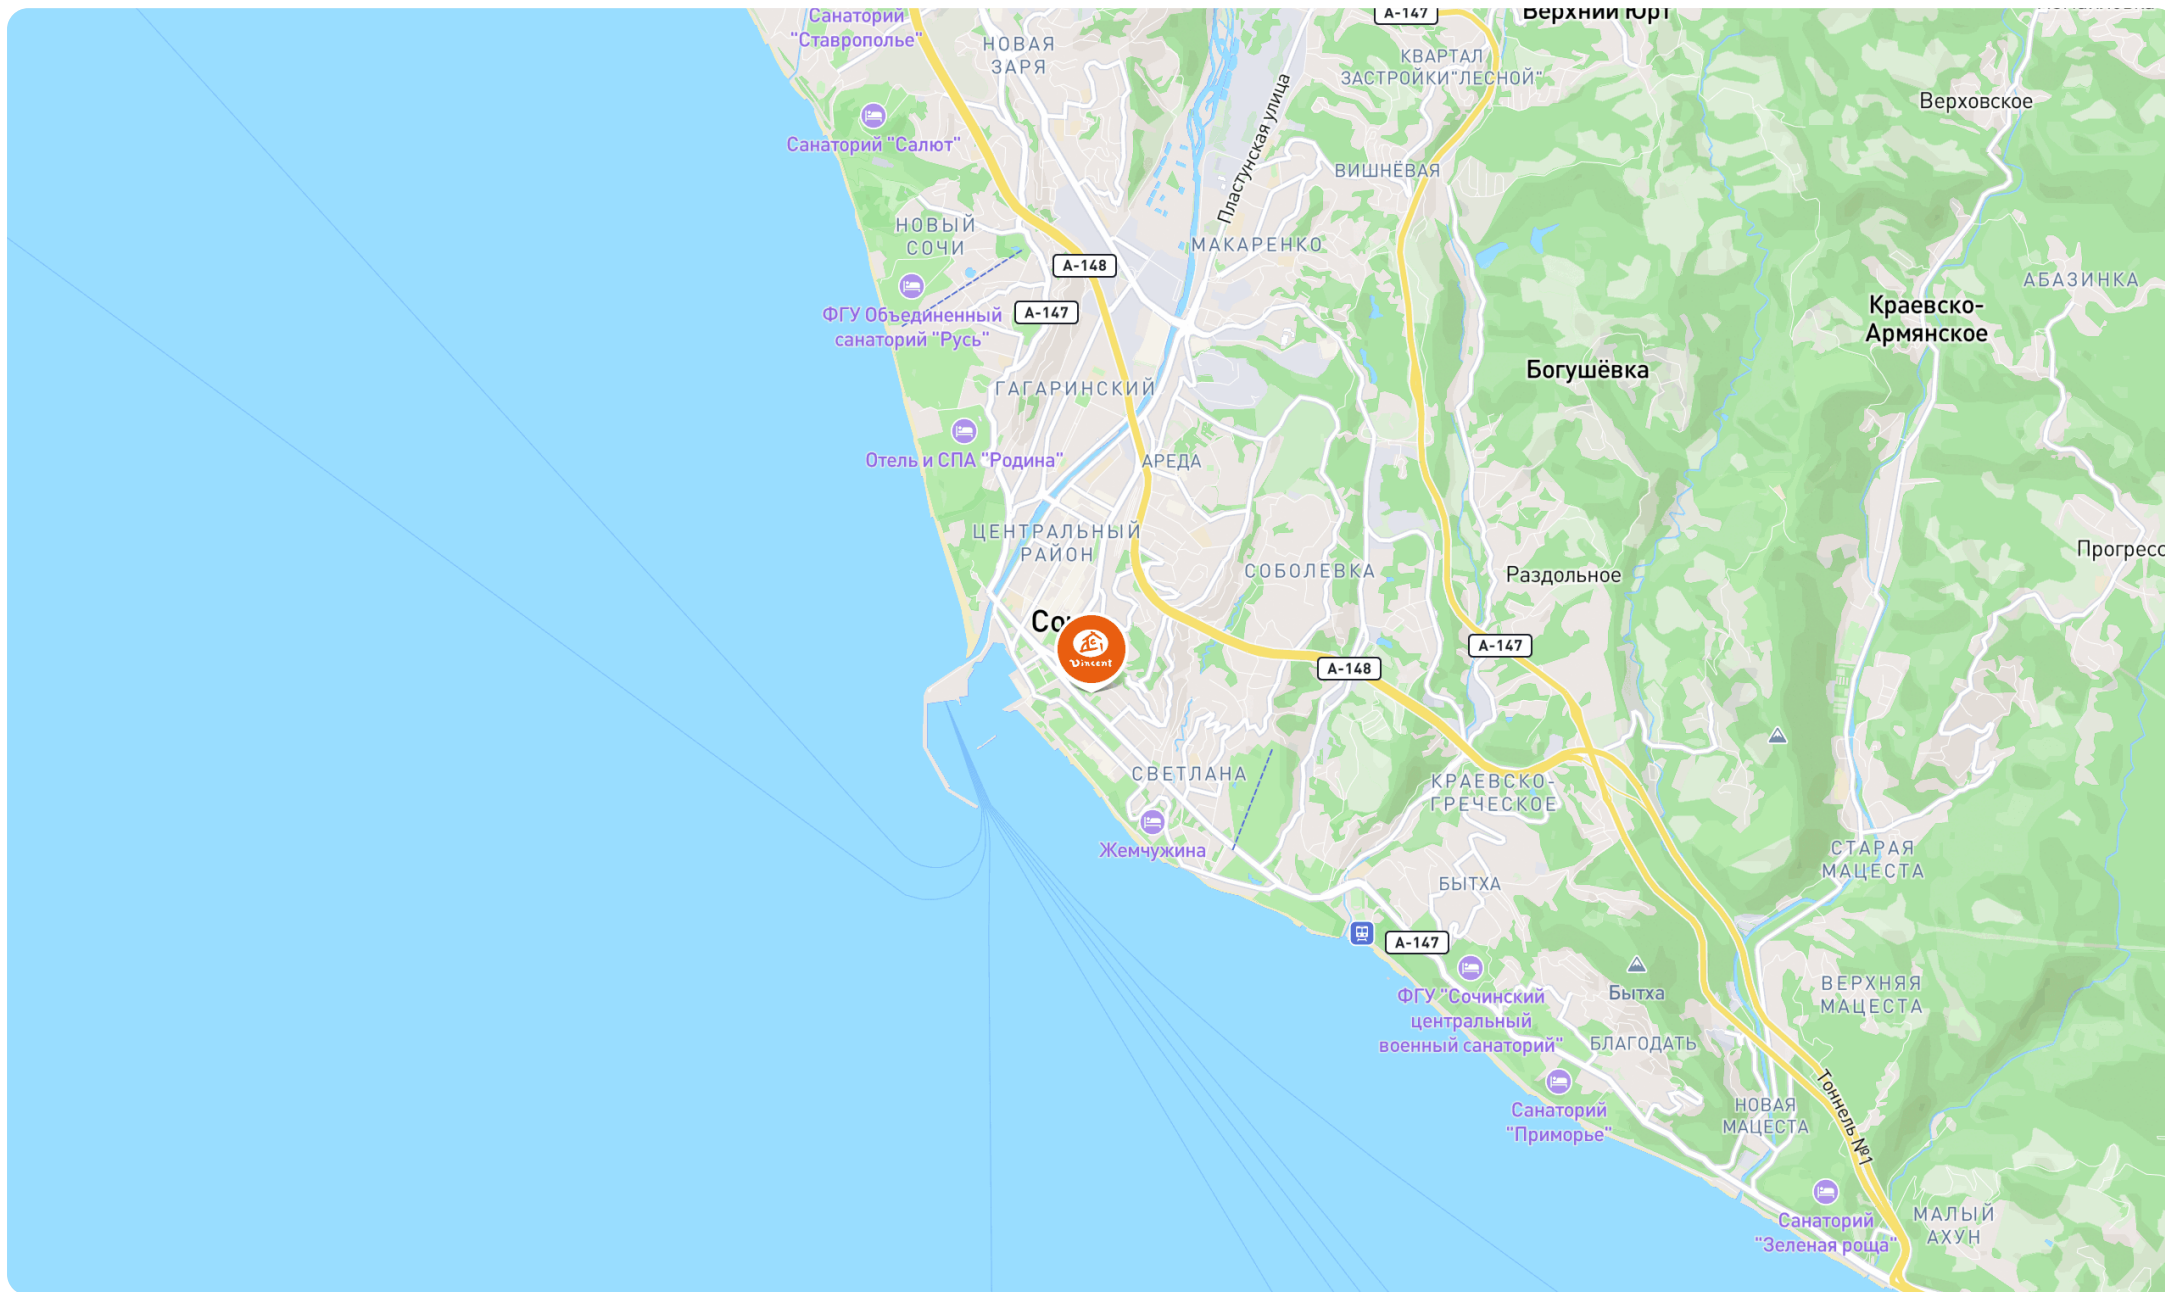 Санаторий
"Ставрополье"
НОВАЯ
ЗАРЯ
А-147
Верхний Юрт
КВАРТАЛ
ЗАСТРОЙКИ"ЛЕСНОЙ"
Верховское
Санаторий "Салют"
Пластунская улица
ВИШНЁВАЯ
НОВЫЙ
СОЧИ
МАКАРЕНКО
А-148
АБАЗИНКА
А-147
ФГУ Объединенный
санаторий "Русь"
Краевско-
Армянское
Богушёвка
ГАГАРИНСКИЙ
Отель и СПА "Родина"
АРЕДА
ЦЕНТРАЛЬНЫЙ
РАЙОН
Прогресс
СОБОЛЕВКА
Раздольное
Vincent
А-147
А-148
СВЕТЛАНА
КРАЕВСКО-
ГРЕЧЕСКОЕ
Жемчужина
СТАРАЯ
МАЦЕСТА
БЫТХА
А-147
ФГУ "Сочинский
центральный
военный санаторий"
Бытха
ВЕРХНЯЯ
МАЦЕСТА
БЛАГОДАТЬ
Санаторий
"Приморье"
НОВАЯ
МАЦЕСТА
Тоннель №1
Санаторий
"Зеленая роща"
МАЛЫЙ
АХУН